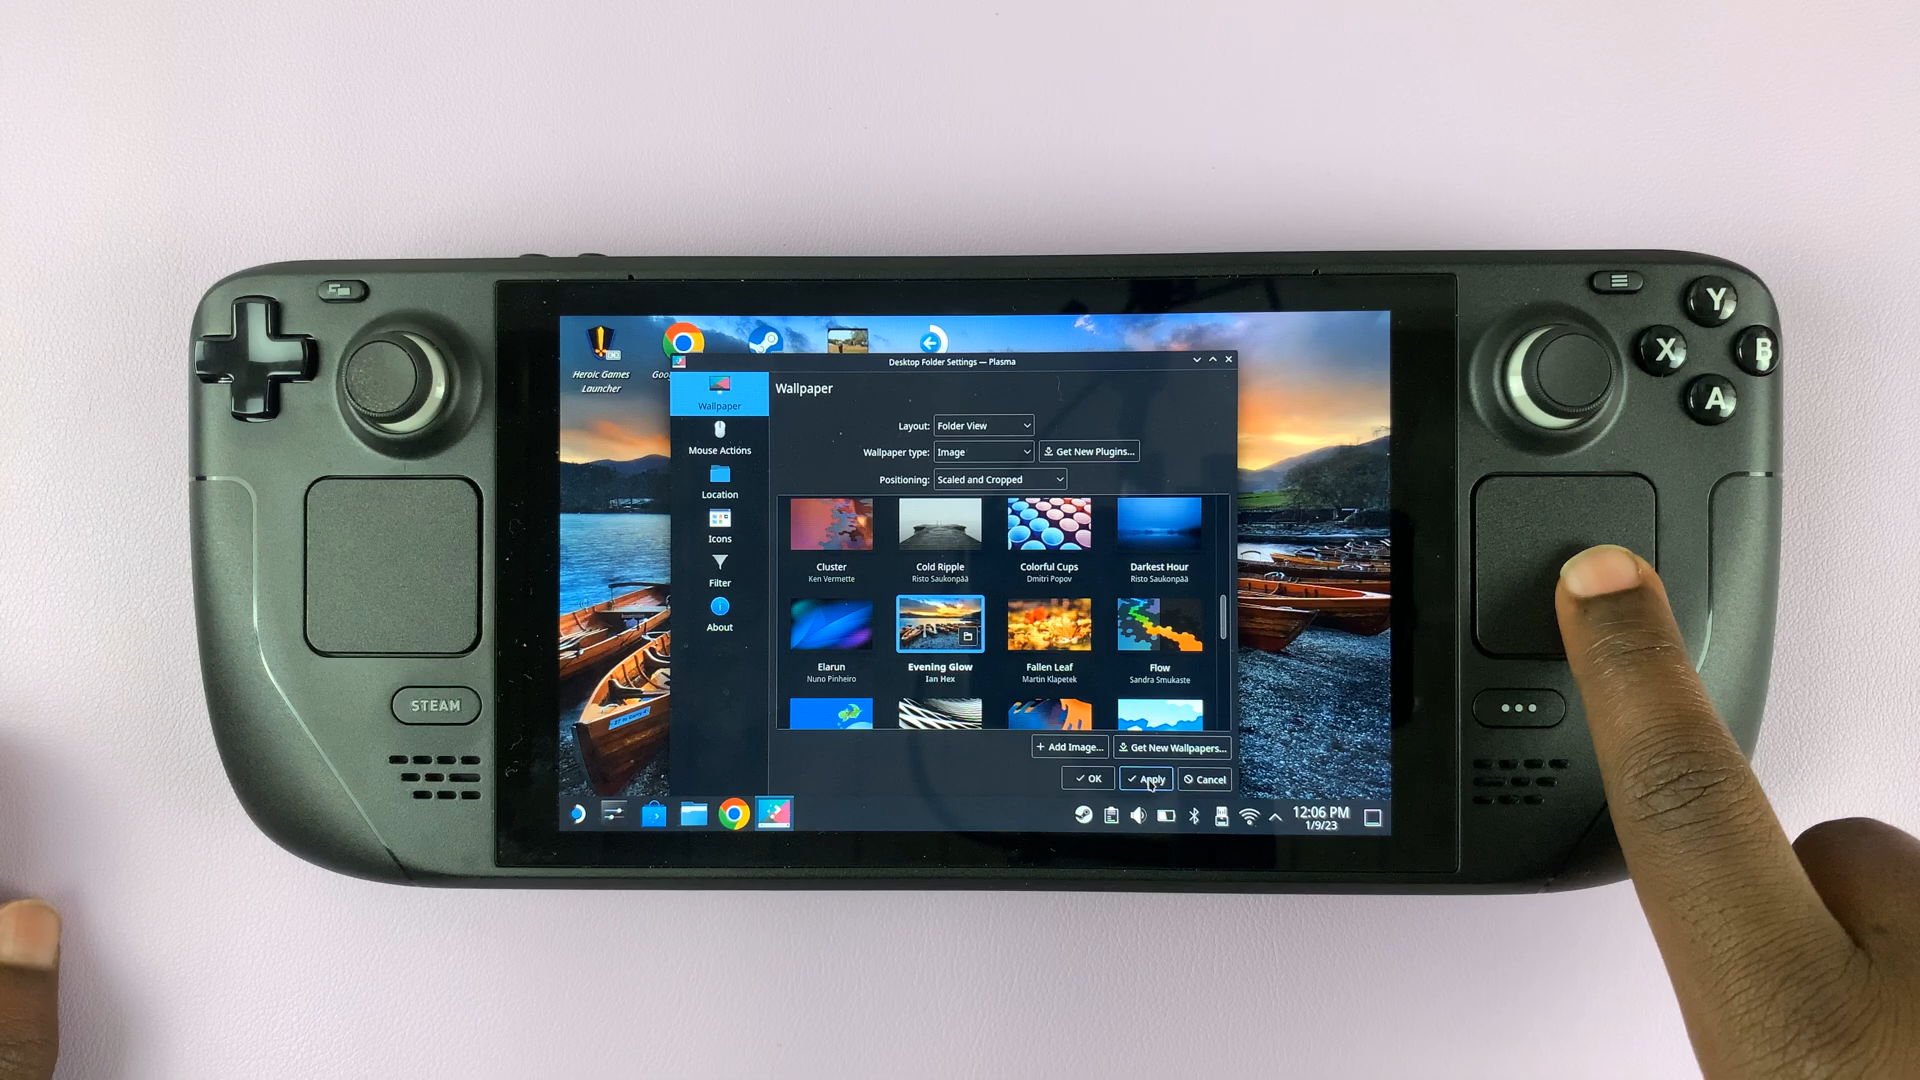 Y
X
B
A
STEAM
Heroic Games
Launcher
Goo
Desktop Folder Settings — Plasma
Wallpaper
Wallpaper
Mouse Actions
Location
Icons
Filter
About
Layout: Folder View
Wallpaper type: Image Get New Plugins...
Positioning: Scaled and Cropped
Cluster
Ken Vermette
Cold Ripple
Risto Saukonpää
Colorful Cups
Dmitri Popov
Darkest Hour
Risto Saukonpää
Elarun
Nuno Pinheiro
Evening Glow
Ian Hex
Fallen Leaf
Martin Klapetek
Flow
Sandra Smukaste
+ Add Image... Get New Wallpapers...
OK Apply Cancel
12:06 PM
1/9/23